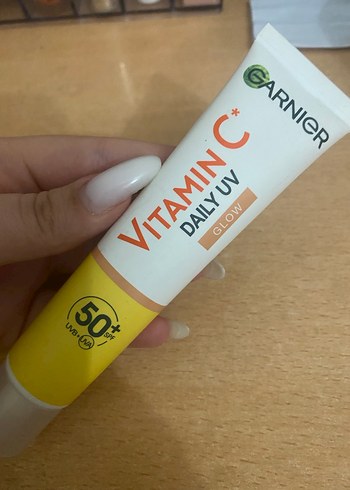 GARNIER
VITAMIN C*
DAILY UV
GLOW
50+
SPF
UVB+UVA